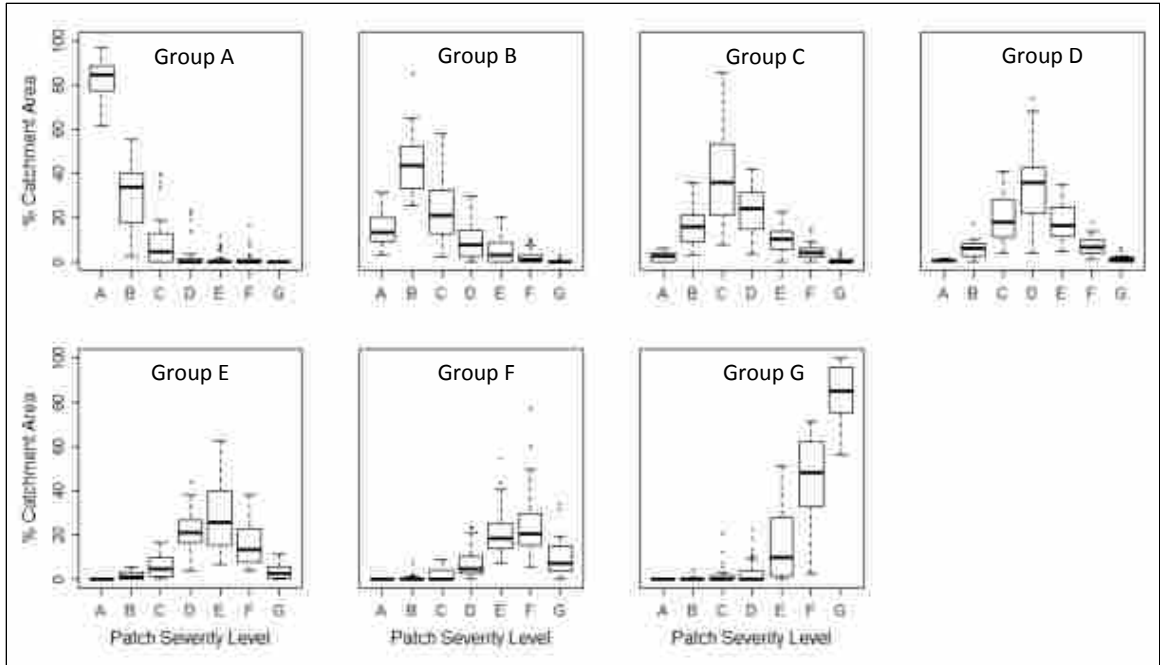 Group A
Group B
Group C
Group D
% Catchment Area
100
80
60
40
20
0
A B C D E F G
A B C D E F G
A B C D E F G
A B C D E F G
Group E
Group F
Group G
% Catchment Area
100
80
60
40
20
0
A B C D E F G
A B C D E F G
A B C D E F G
Patch Severity Level
Patch Severity Level
Patch Severity Level